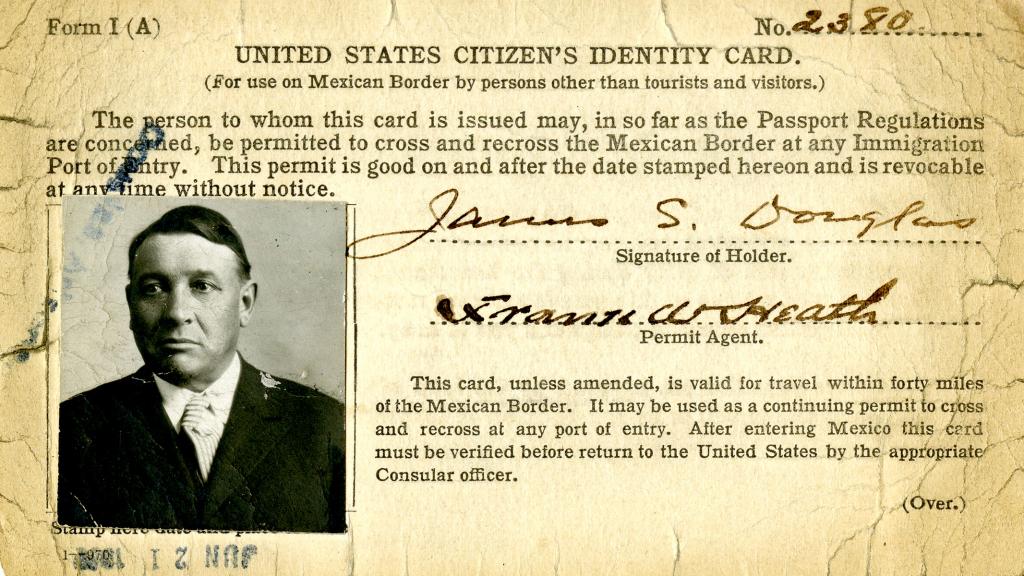 Form I (A)
No. 2380
UNITED STATES CITIZEN'S IDENTITY CARD.
(For use on Mexican Border by persons other than tourists and visitors.)
The person to whom this card is issued may, in so far as the Passport Regulations
are concerned, be permitted to cross and recross the Mexican Border at any Immigration
Port of Entry. This permit is good on and after the date stamped hereon and is revocable
at any time without notice.
James S. Douglas
Signature of Holder.
Frank W Heath
Permit Agent.
This card, unless amended, is valid for travel within forty miles
of the Mexican Border. It may be used as a continuing permit to cross
and recross at any port of entry. After entering Mexico this card
must be verified before return to the United States by the appropriate
Consular officer.
(Over.)
Stamp here date and place
JUN 21